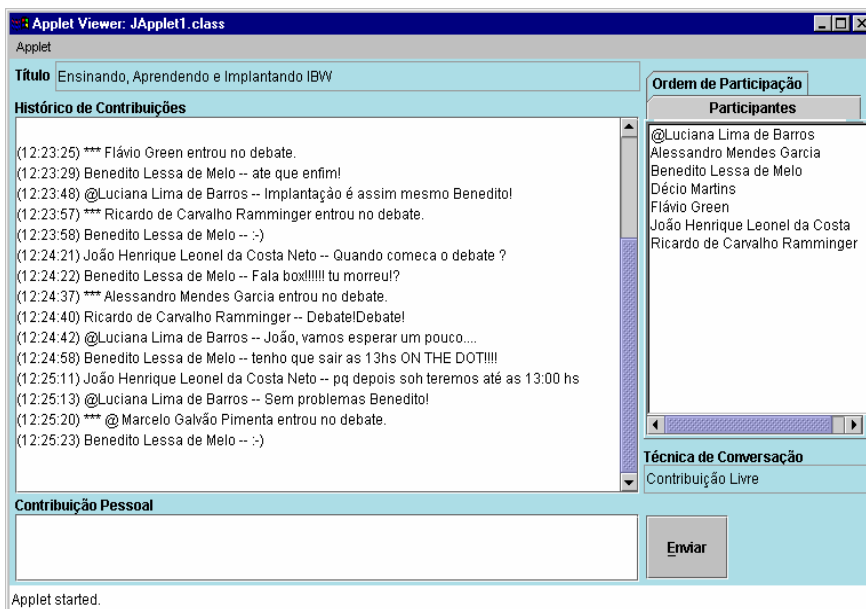 Applet Viewer: JApplet1.class
Applet
Título Ensinando, Aprendendo e Implantando IBW
Histórico de Contribuições
(12:23:25) *** Flávio Green entrou no debate.
(12:23:29) Benedito Lessa de Melo -- ate que enfim!
(12:23:48) @Luciana Lima de Barros -- Implantaçào é assim mesmo Benedito!
(12:23:57) *** Ricardo de Carvalho Ramminger entrou no debate.
(12:23:58) Benedito Lessa de Melo -- :-)
(12:24:21) João Henrique Leonel da Costa Neto -- Quando comeca o debate ?
(12:24:22) Benedito Lessa de Melo -- Fala box!!!!!! tu morreu!?
(12:24:37) *** Alessandro Mendes Garcia entrou no debate.
(12:24:40) Ricardo de Carvalho Ramminger -- Debate!Debate!
(12:24:42) @Luciana Lima de Barros -- João, vamos esperar um pouco....
(12:24:58) Benedito Lessa de Melo -- tenho que sair as 13hs ON THE DOT!!!!
(12:25:11) João Henrique Leonel da Costa Neto -- pq depois soh teremos até as 13:00 hs
(12:25:13) @Luciana Lima de Barros -- Sem problemas Benedito!
(12:25:20) *** @ Marcelo Galvão Pimenta entrou no debate.
(12:25:23) Benedito Lessa de Melo -- :-)
Ordem de Participação
Participantes
@Luciana Lima de Barros
Alessandro Mendes Garcia
Benedito Lessa de Melo
Décio Martins
Flávio Green
João Henrique Leonel da Costa
Ricardo de Carvalho Ramminger
Técnica de Conversação
Contribuição Livre
Contribuição Pessoal
Enviar
Applet started.